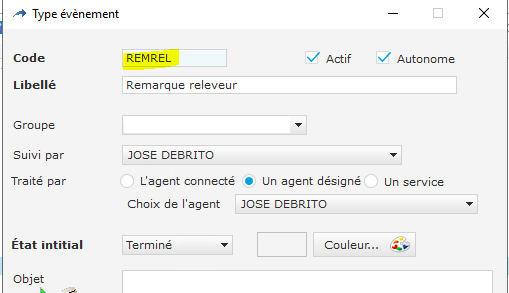 Type évènement
Code REMREL Actif Autonome
Libellé Remarque releveur
Groupe
Suivi par JOSE DEBRITO
Traité par L'agent connecté Un agent désigné Un service
Choix de l'agent JOSE DEBRITO
État intitial Terminé Couleur...
Objet